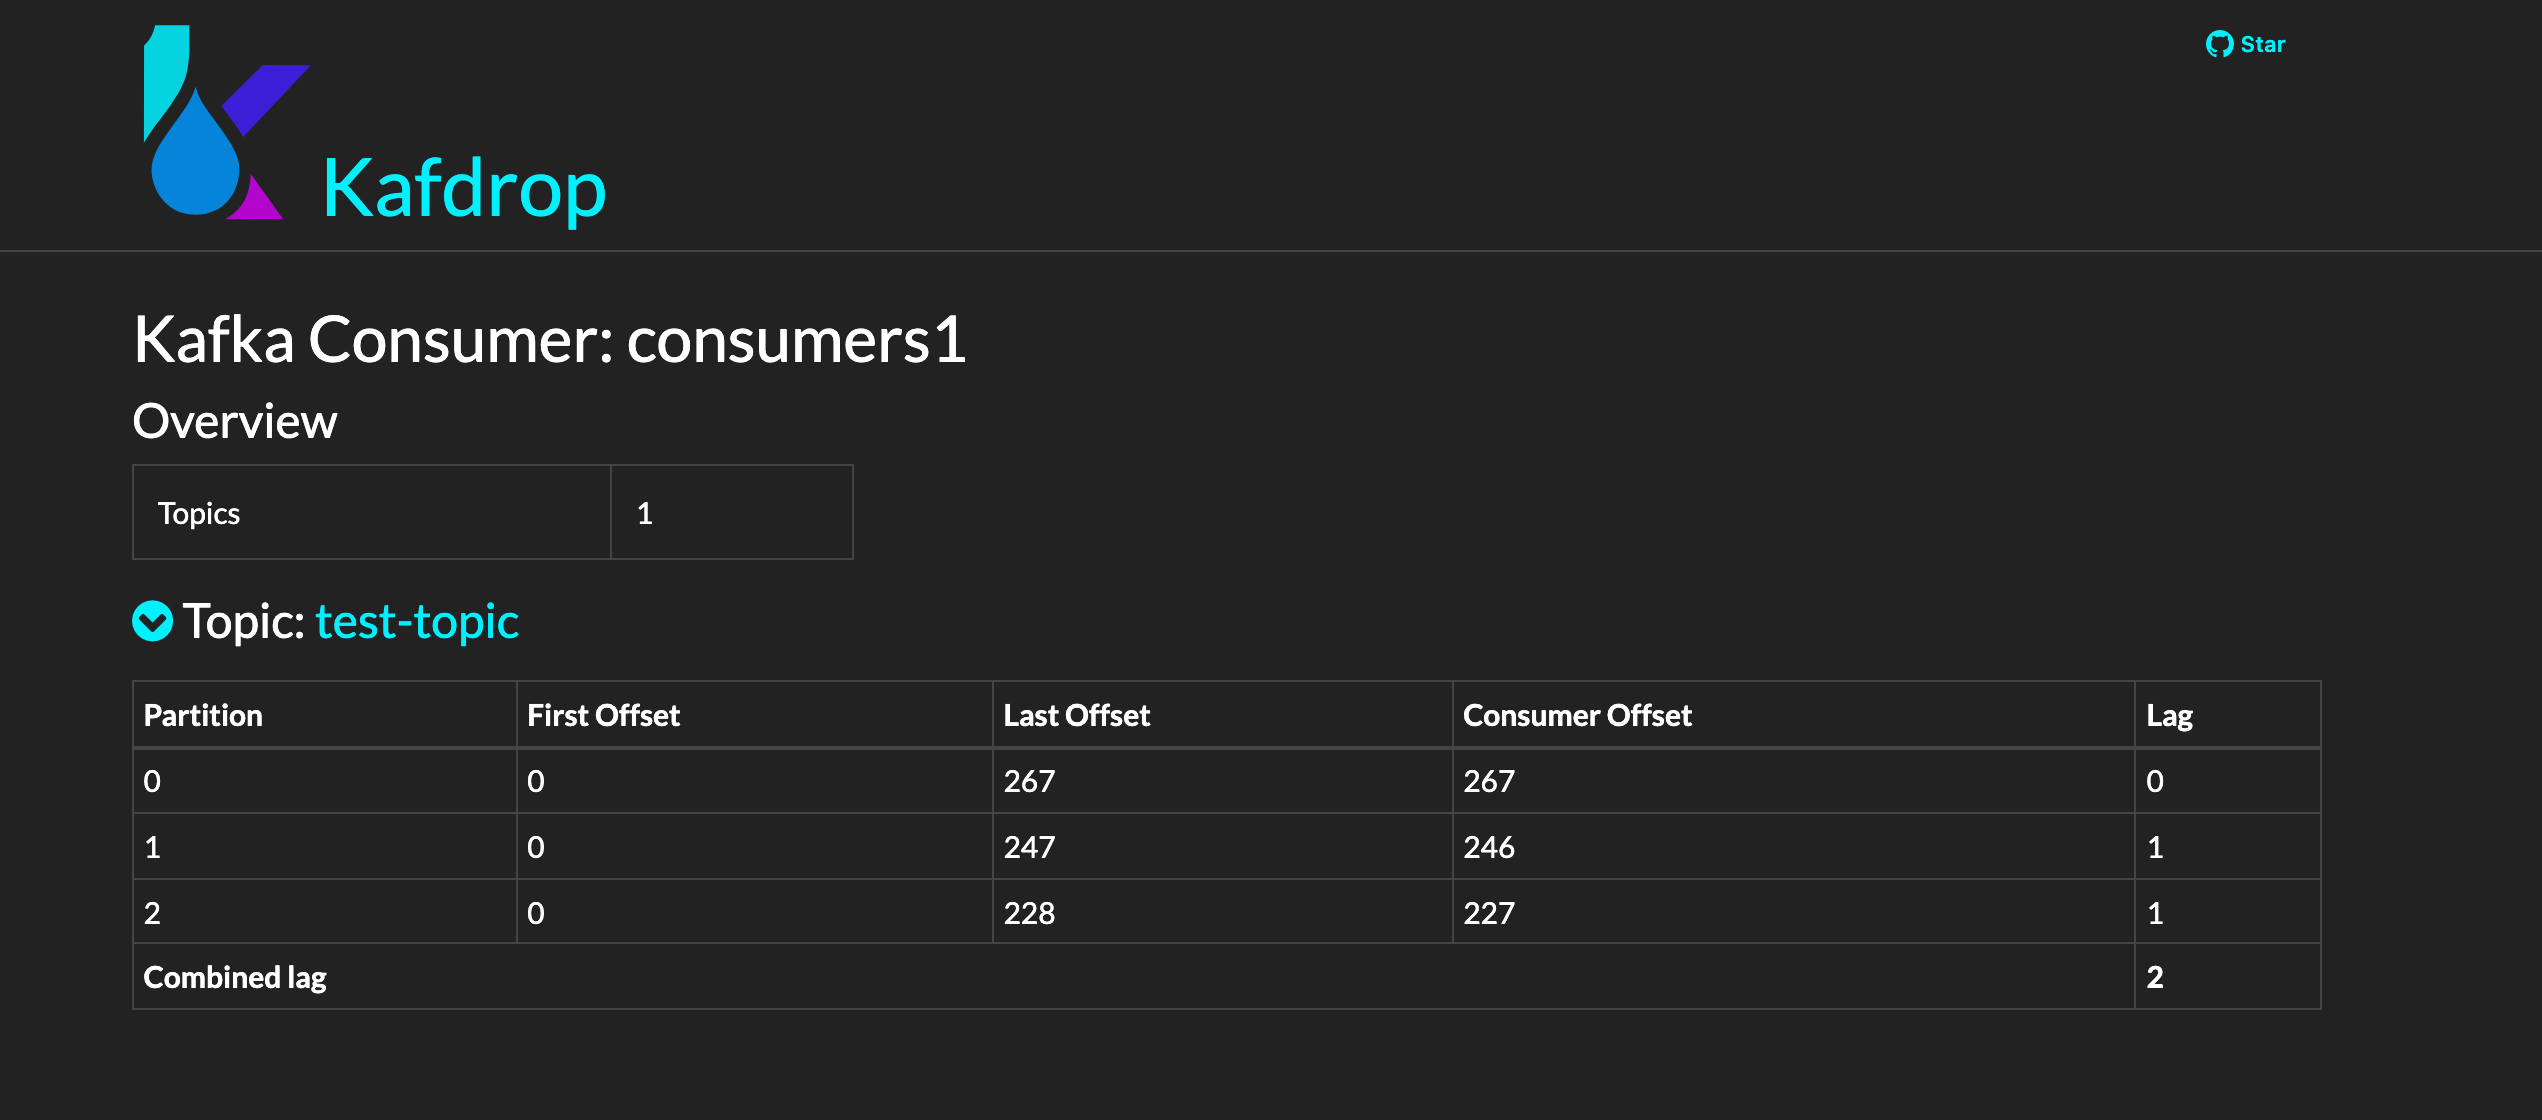 Star
Kafdrop
Kafka Consumer: consumers1
Overview
Topics 1
Topic: test-topic
Partition First Offset Last Offset Consumer Offset Lag
0 0 267 267 0
1 0 247 246 1
2 0 228 227 1
Combined lag 2